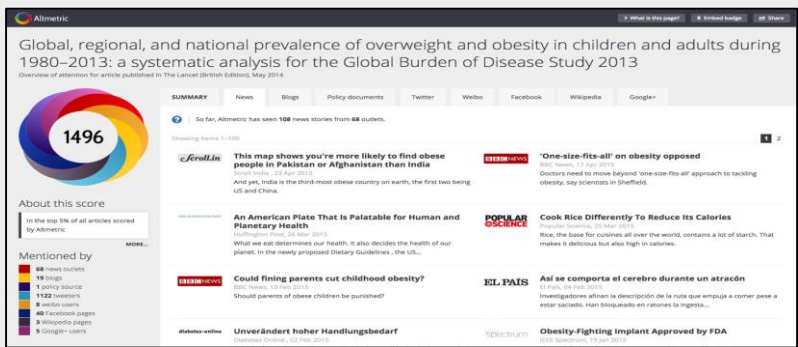 Altmetric
What is this page?
Embed badge
Share
Global, regional, and national prevalence of overweight and obesity in children and adults during
1980–2013: a systematic analysis for the Global Burden of Disease Study 2013
Overview of attention for article published in The Lancet (British Edition), May 2014
1496
About this score
In the top 5% of all articles scored
by Altmetric
MORE...
Mentioned by
68 news outlets
19 blogs
1 policy source
1122 tweeters
8 weibo users
40 Facebook pages
3 Wikipedia pages
5 Google+ users
SUMMARY
News
Blogs
Policy documents
Twitter
Weibo
Facebook
Wikipedia
Google+
? So far, Altmetric has seen 108 news stories from 68 outlets.
Showing items 1–100
1 2
Scroll.in
This map shows you're more likely to find obese
people in Pakistan or Afghanistan than India
Scroll India, 23 Apr 2015
And yet, India is the third-most obese country on earth, the first two being
US and China.
BBC NEWS
'One-size-fits-all' on obesity opposed
BBC News, 17 Apr 2015
Doctors need to move beyond 'one-size-fits-all' approach to tackling
obesity, say scientists in Sheffield.
An American Plate That Is Palatable for Human and
Planetary Health
Huffington Post, 26 Mar 2015
What we eat determines our health. It also decides the health of our
planet. In the newly proposed Dietary Guidelines , the US...
POPULAR
SCIENCE
Cook Rice Differently To Reduce Its Calories
Popular Science, 25 Mar 2015
Rice, the base for cuisines all over the world, contains a lot of starch. That
makes it delicious but also high in calories.
BBC NEWS
Could fining parents cut childhood obesity?
BBC News, 13 Feb 2015
Should parents of obese children be punished?
EL PAÍS
Así se comporta el cerebro durante un atracón
El País, 04 Feb 2015
Investigadores afinan la descripción de la ruta que empuja a comer pese a
estar saciado. Han bloqueado en ratones la ingesta...
diabetes-online
Unverändert hoher Handlungsbedarf
Diabetes Online , 02 Feb 2015
spectrum
Obesity-Fighting Implant Approved by FDA
IEEE Spectrum, 19 Jan 2015